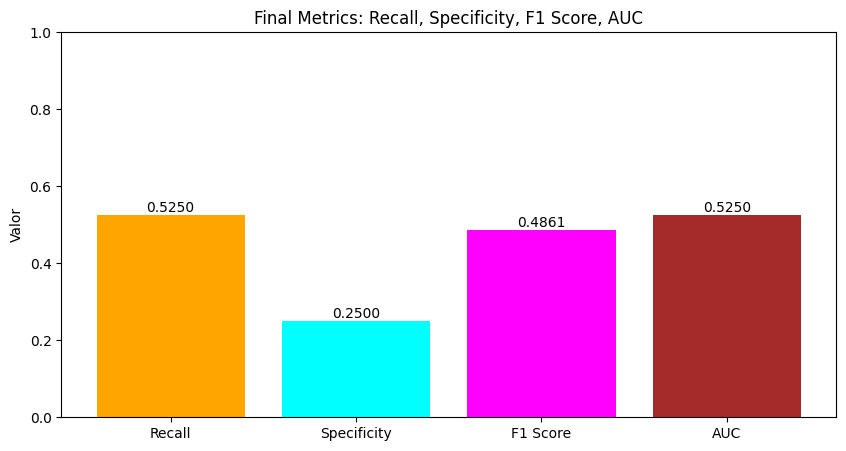 Final Metrics: Recall, Specificity, F1 Score, AUC
1.0
0.8
0.6
0.4
0.2
0.0
Valor
0.5250
0.2500
0.4861
0.5250
Recall
Specificity
F1 Score
AUC